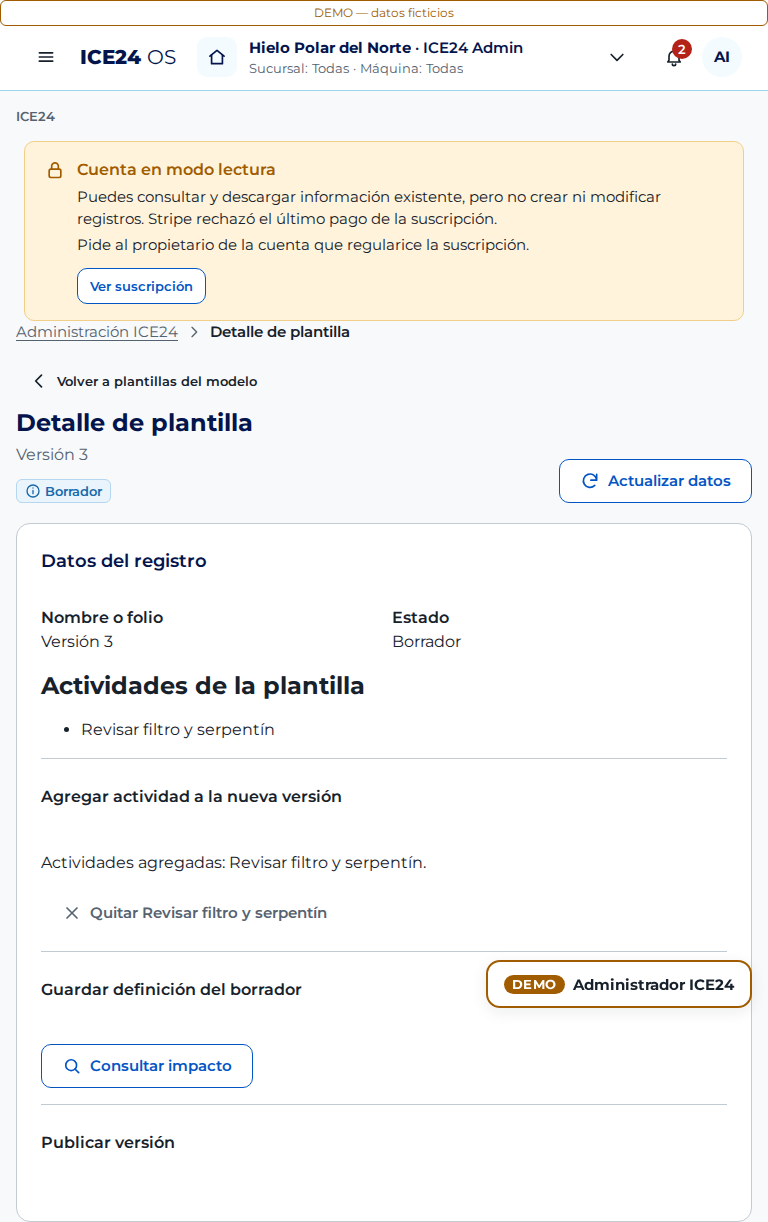 DEMO — datos ficticios
ICE24 OS
Hielo Polar del Norte · ICE24 Admin
Sucursal: Todas · Máquina: Todas
2
AI
ICE24
Cuenta en modo lectura
Puedes consultar y descargar información existente, pero no crear ni modificar
registros. Stripe rechazó el último pago de la suscripción.
Pide al propietario de la cuenta que regularice la suscripción.
Ver suscripción
Administración ICE24 > Detalle de plantilla
Volver a plantillas del modelo
Detalle de plantilla
Versión 3
Borrador
Actualizar datos
Datos del registro
Nombre o folio
Versión 3
Estado
Borrador
Actividades de la plantilla
• Revisar filtro y serpentín
Agregar actividad a la nueva versión
Actividades agregadas: Revisar filtro y serpentín.
Quitar Revisar filtro y serpentín
Guardar definición del borrador
DEMO Administrador ICE24
Consultar impacto
Publicar versión